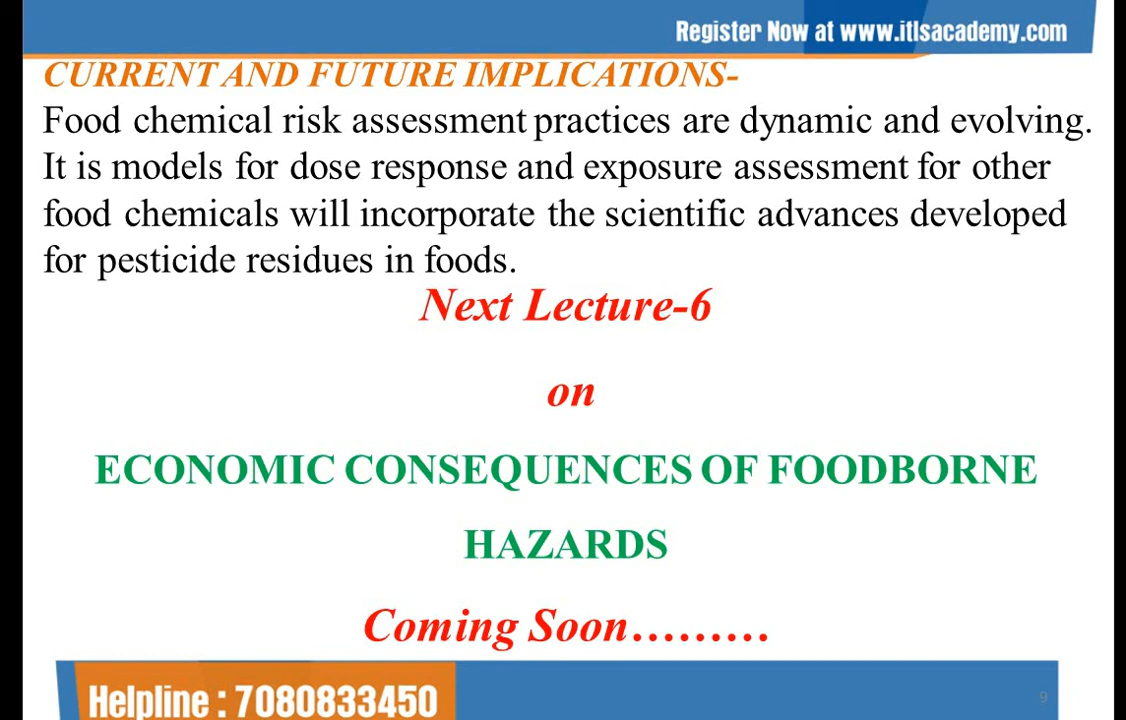 Register Now at www.itlsacademy.com
CURRENT AND FUTURE IMPLICATIONS-
Food chemical risk assessment practices are dynamic and evolving.
It is models for dose response and exposure assessment for other
food chemicals will incorporate the scientific advances developed
for pesticide residues in foods.
Next Lecture-6
on
ECONOMIC CONSEQUENCES OF FOODBORNE
HAZARDS
Coming Soon.........
Helpline : 7080833450
9